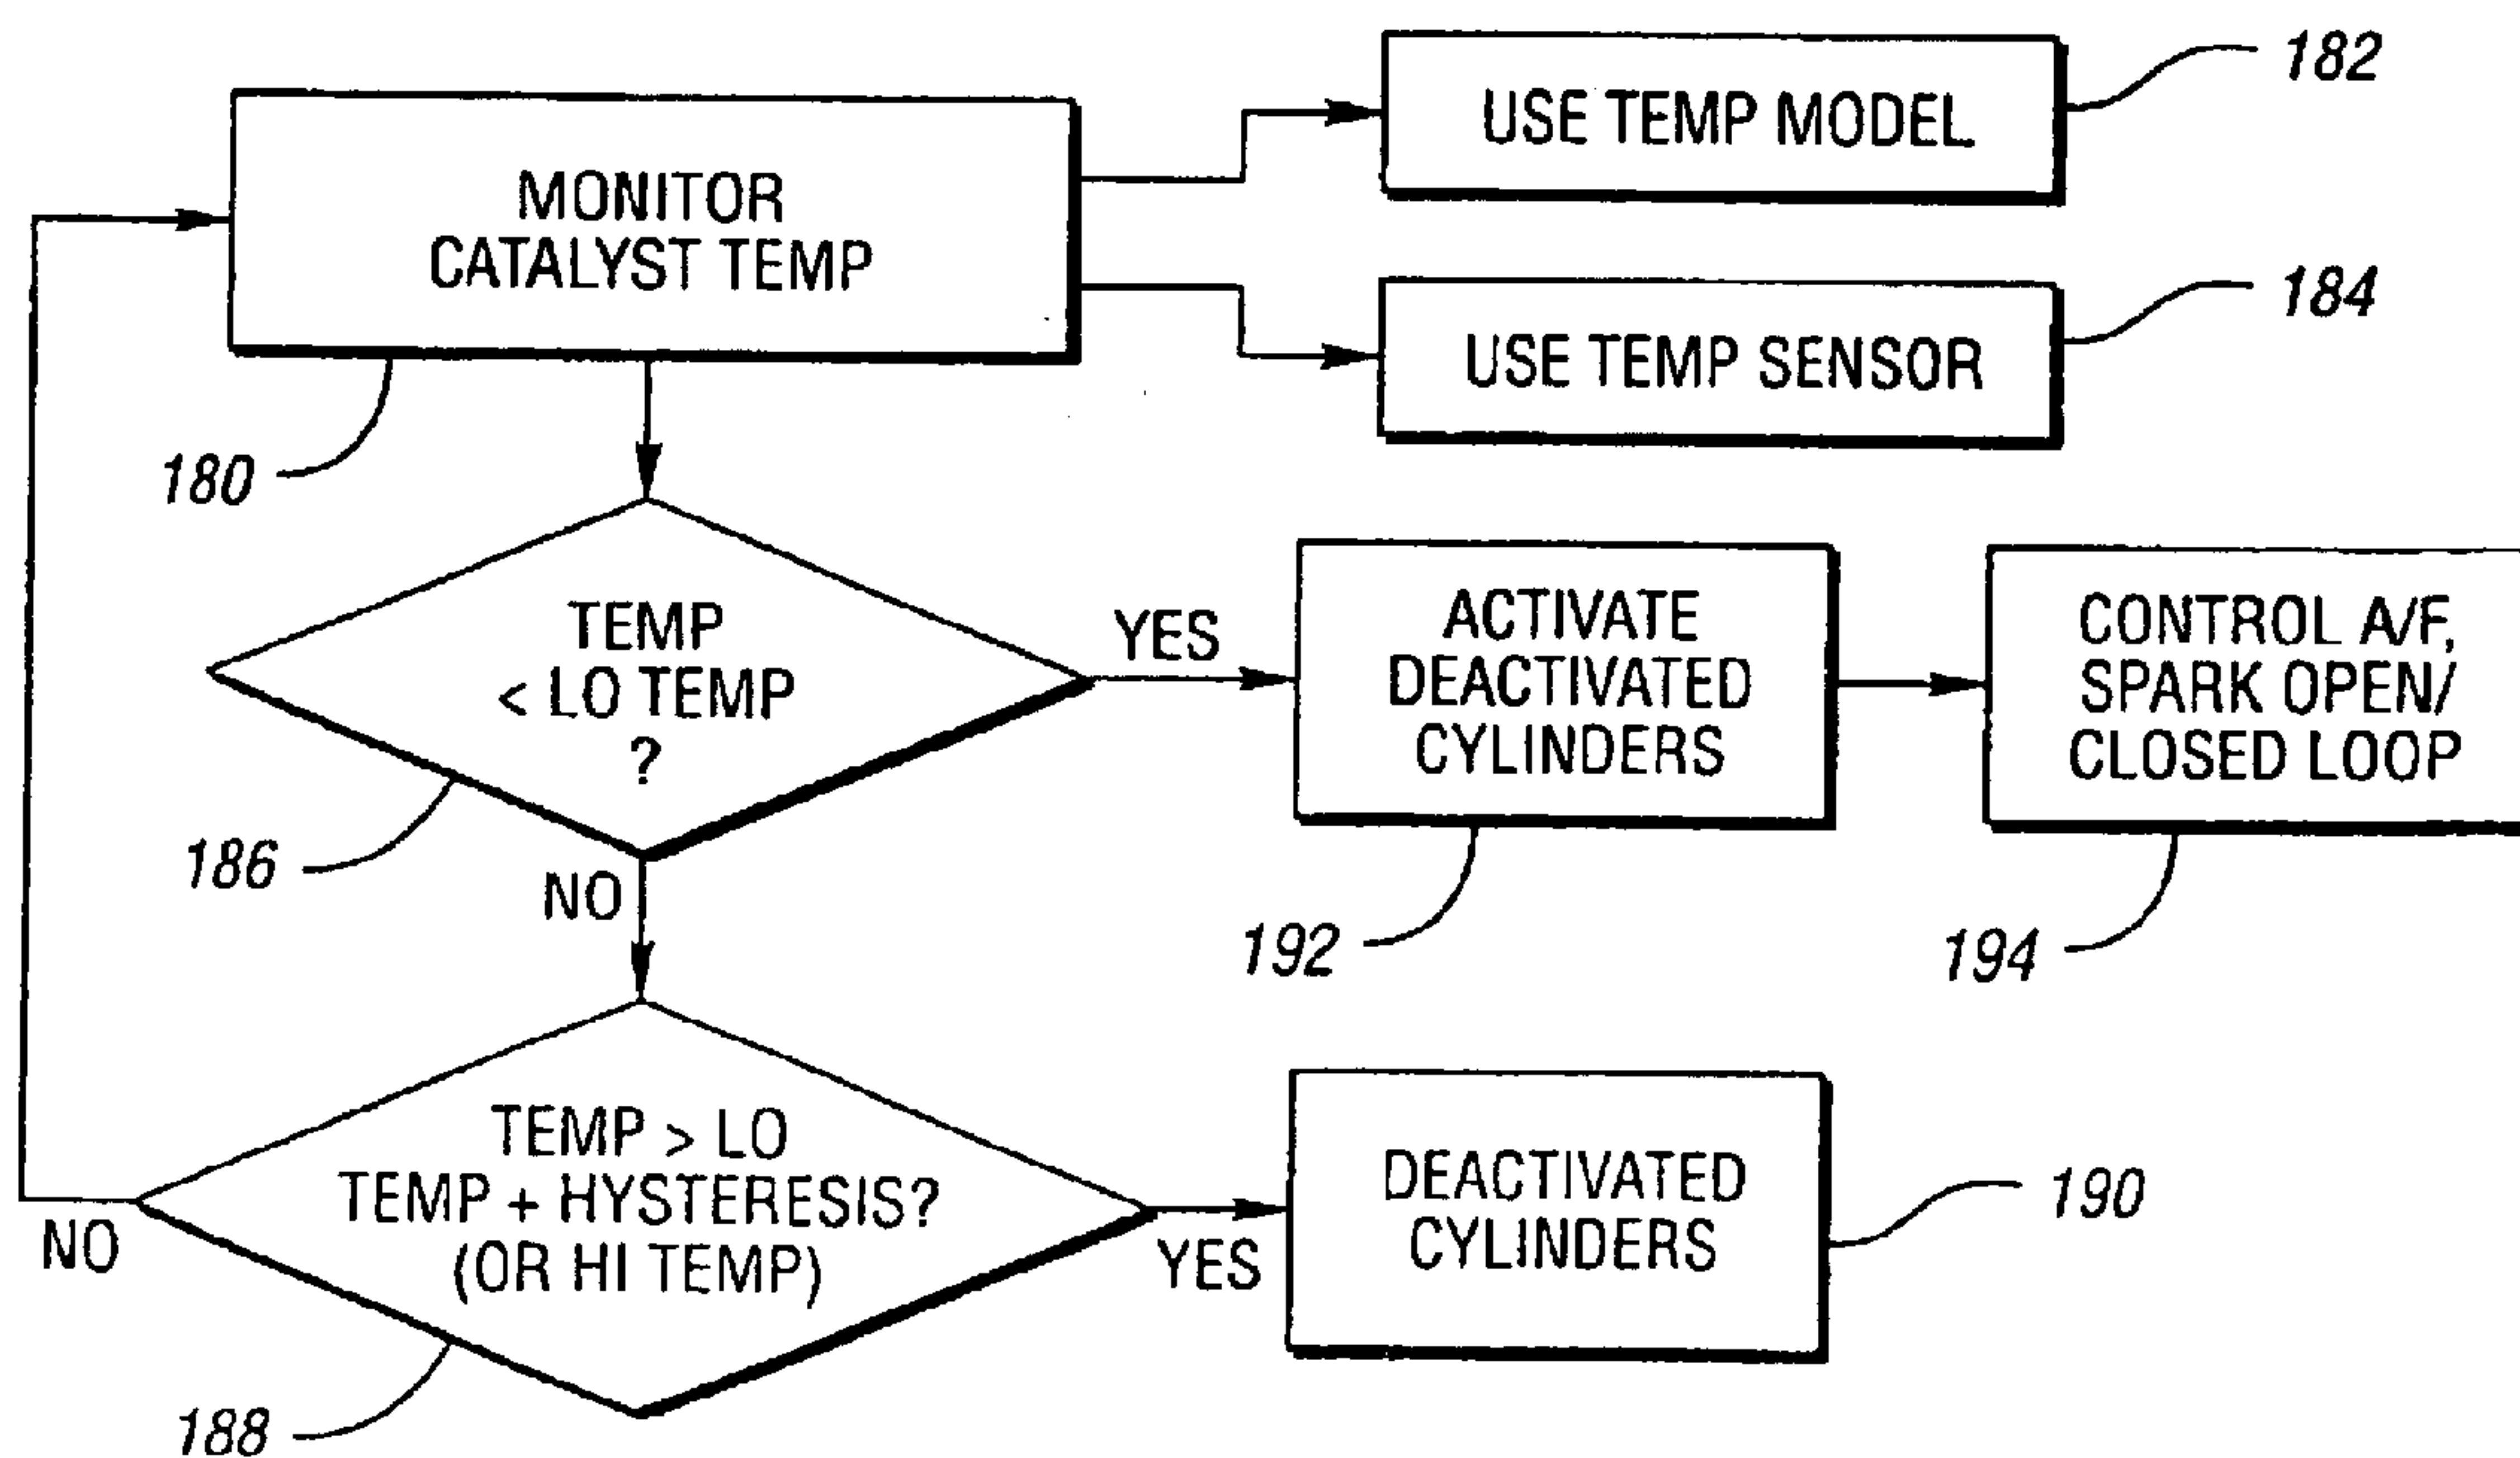 MONITOR
CATALYST TEMP
180
USE TEMP MODEL
182
USE TEMP SENSOR
184
TEMP
< LO TEMP
?
186
YES
NO
ACTIVATE
DEACTIVATED
CYLINDERS
192
CONTROL A/F,
SPARK OPEN/
CLOSED LOOP
194
TEMP > LO
TEMP + HYSTERESIS?
(OR HI TEMP)
188
NO
YES
DEACTIVATED
CYLINDERS
190